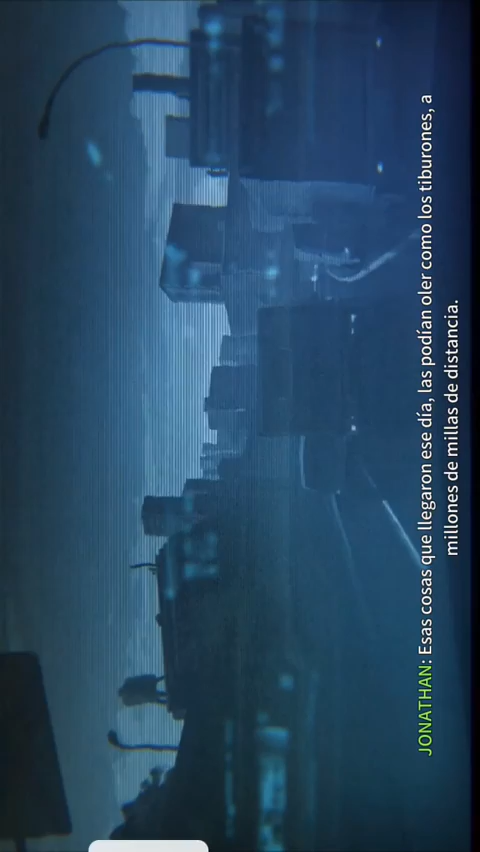 JONATHAN: Esas cosas que llegaron ese día, las podían oler como los tiburones, a
millones de millas de distancia.